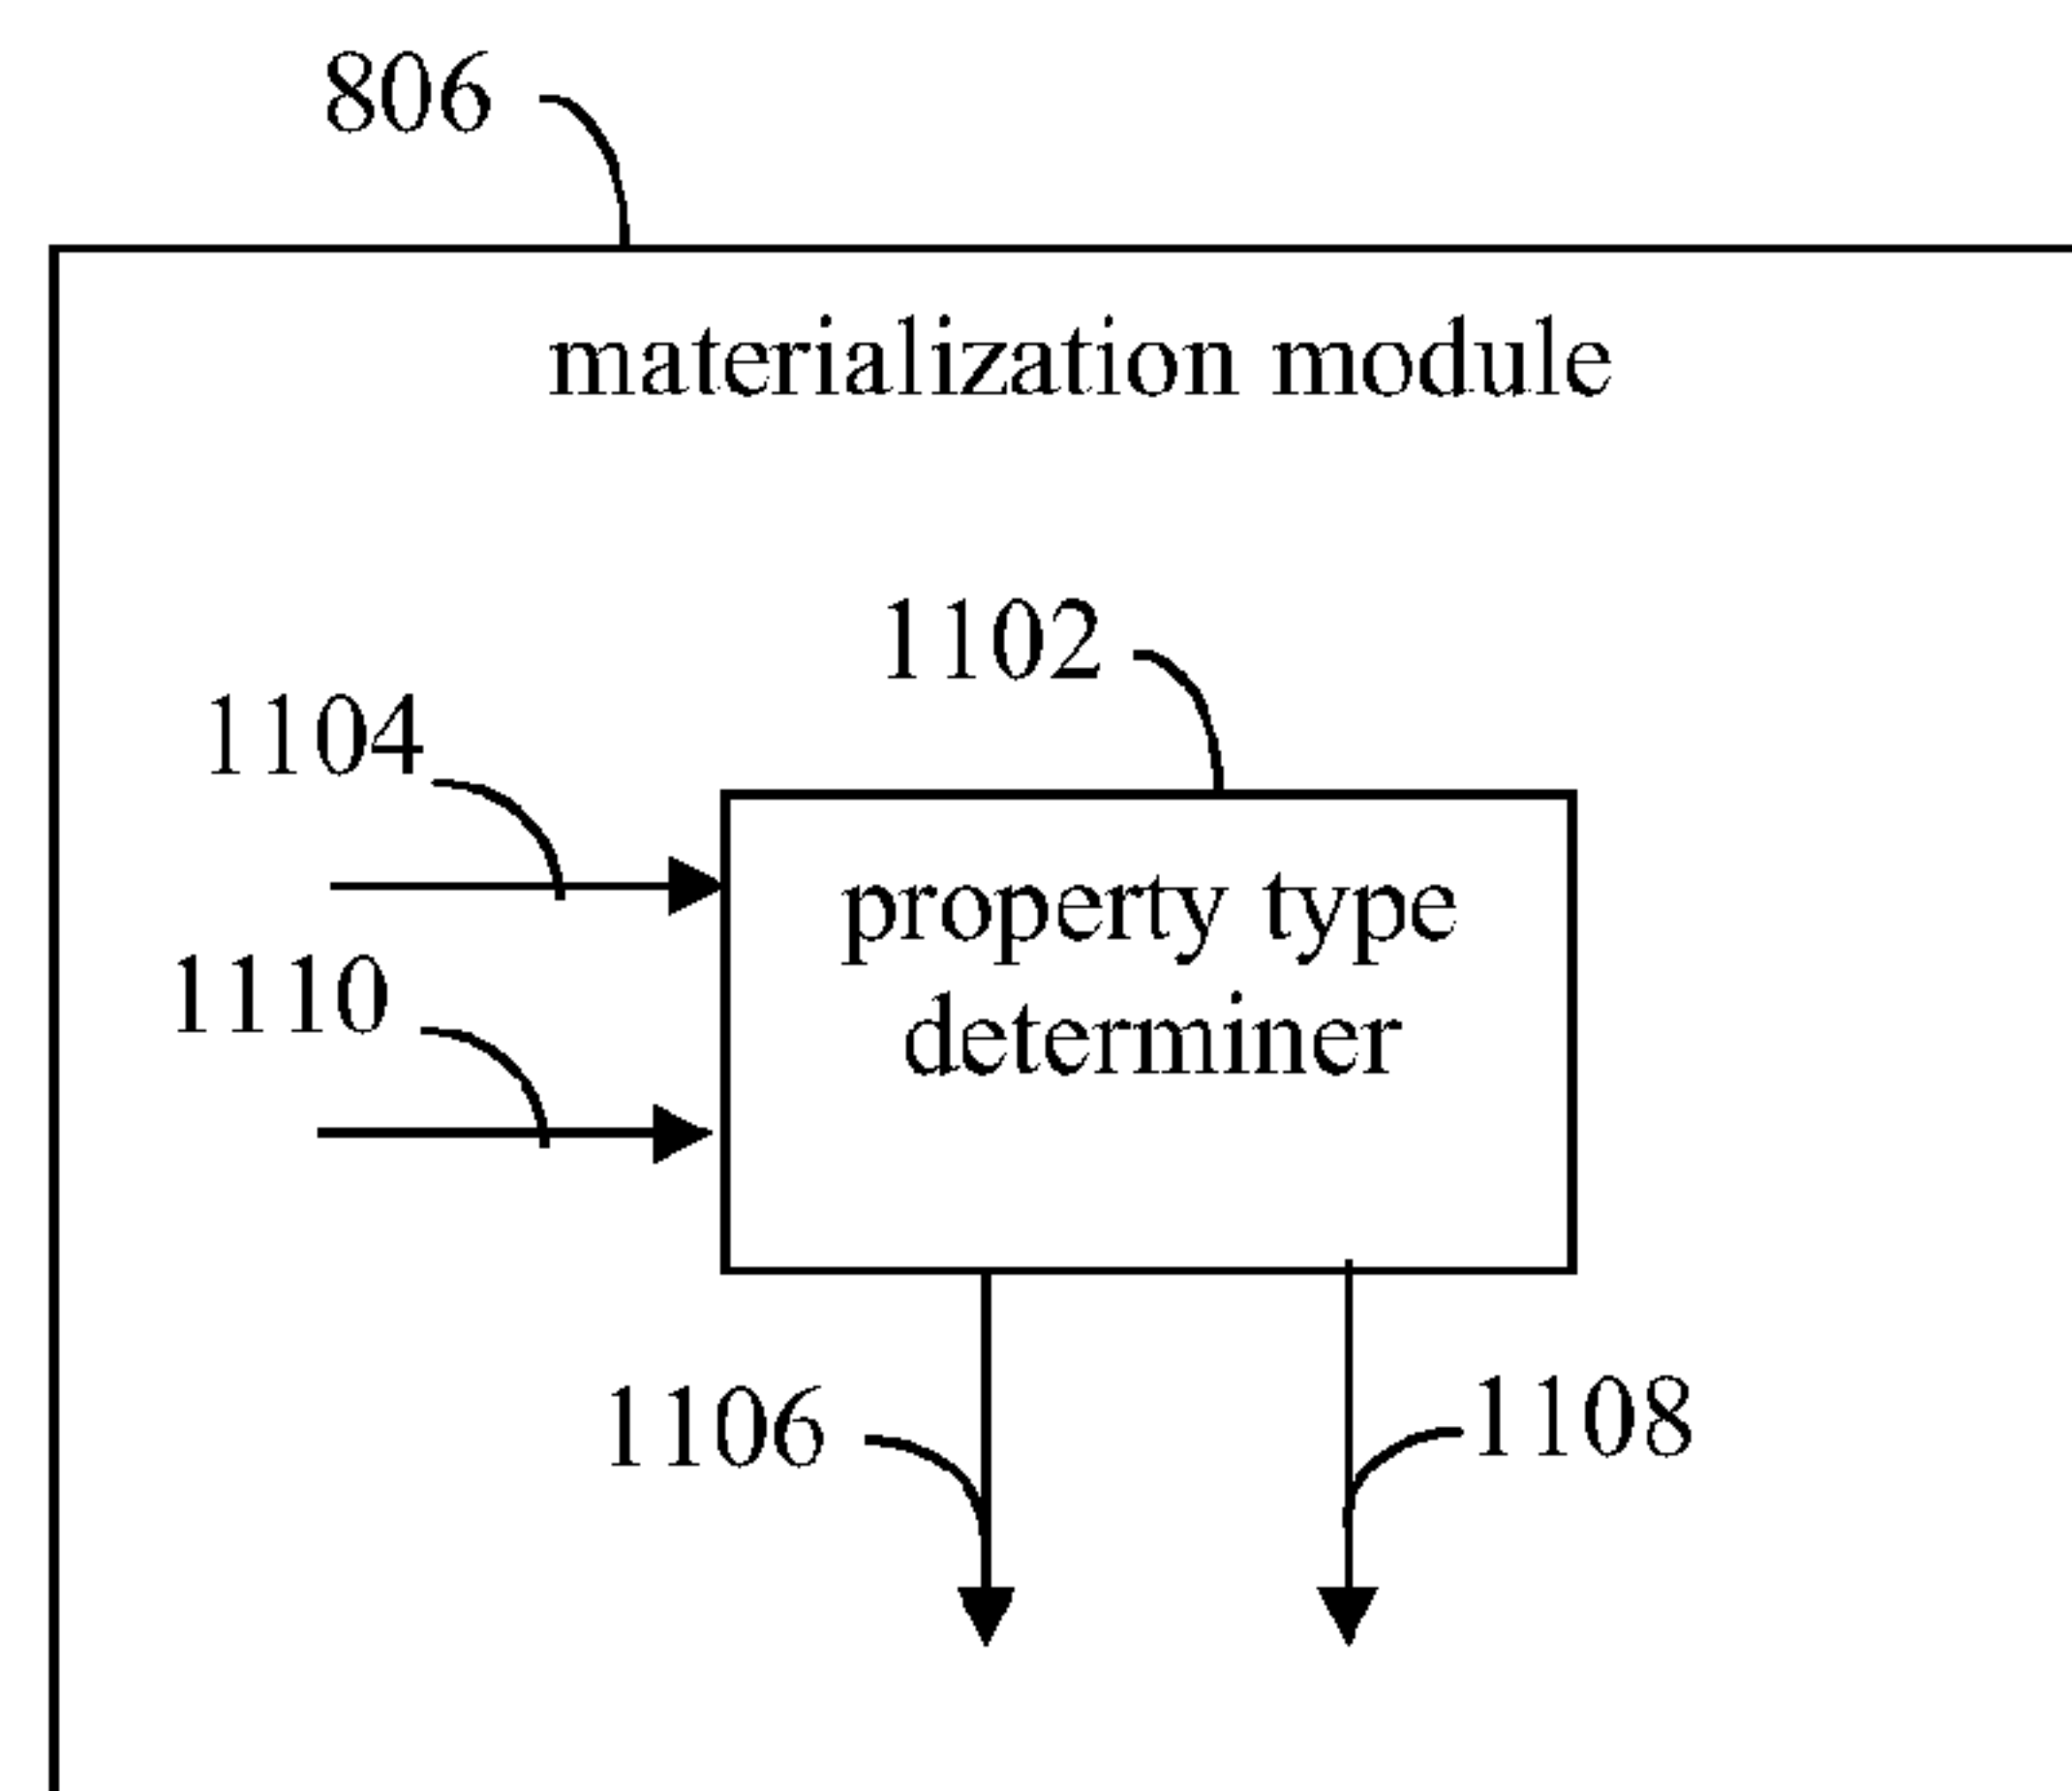 806
materialization module
1102
1104
property type
1110
determiner
1106
1108